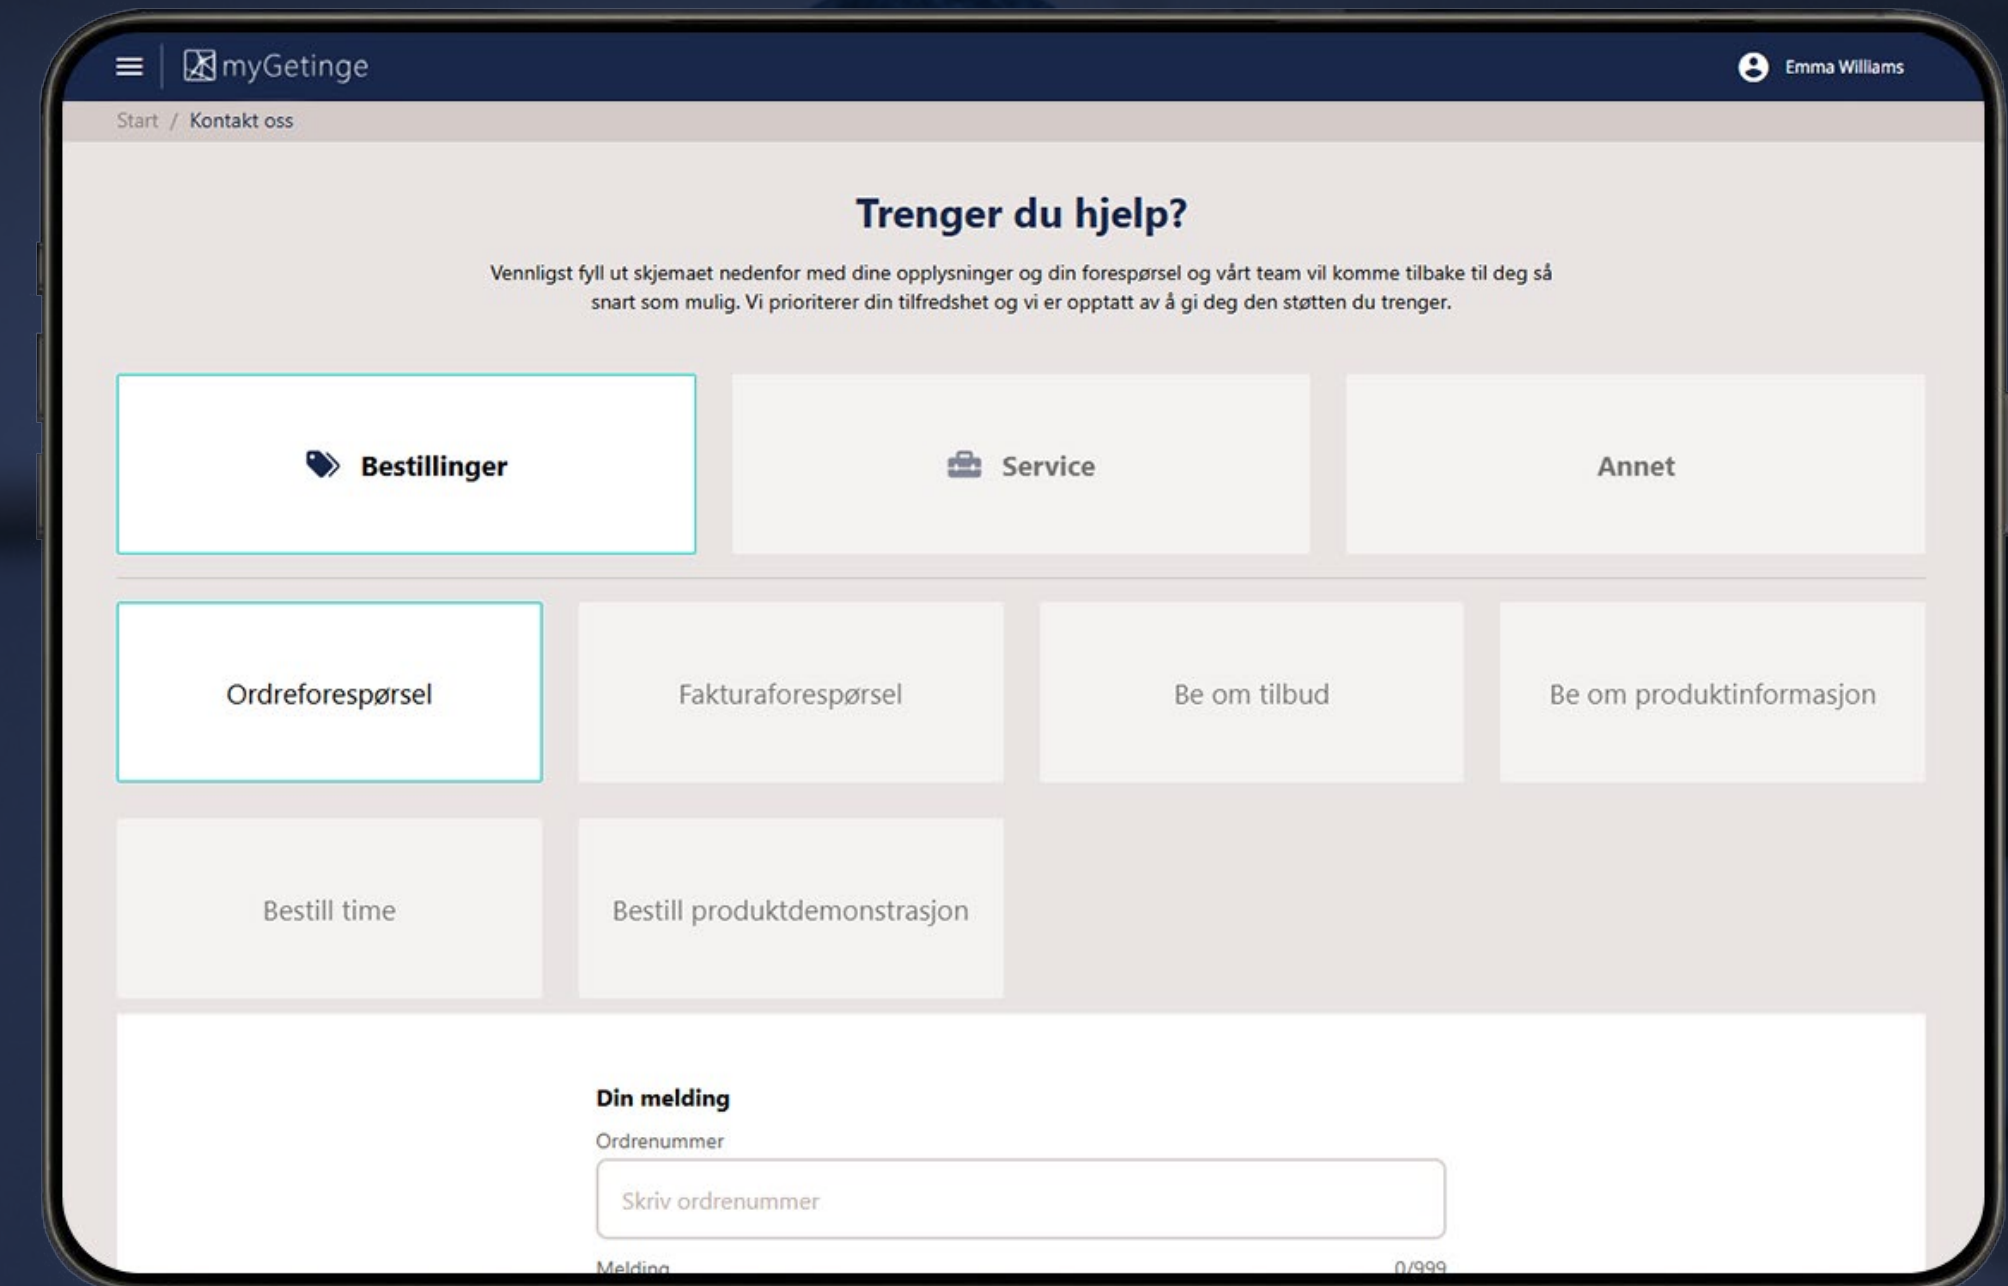 myGetinge
Emma Williams
Start / Kontakt oss
Trenger du hjelp?
Vennligst fyll ut skjemaet nedenfor med dine opplysninger og din forespørsel og vårt team vil komme tilbake til deg så
snart som mulig. Vi prioriterer din tilfredshet og vi er opptatt av å gi deg den støtten du trenger.
Bestillinger
Service
Annet
Ordreforespørsel
Fakturaforespørsel
Be om tilbud
Be om produktinformasjon
Bestill time
Bestill produktdemonstrasjon
Din melding
Ordrenummer
Skriv ordrenummer
Melding
0/999